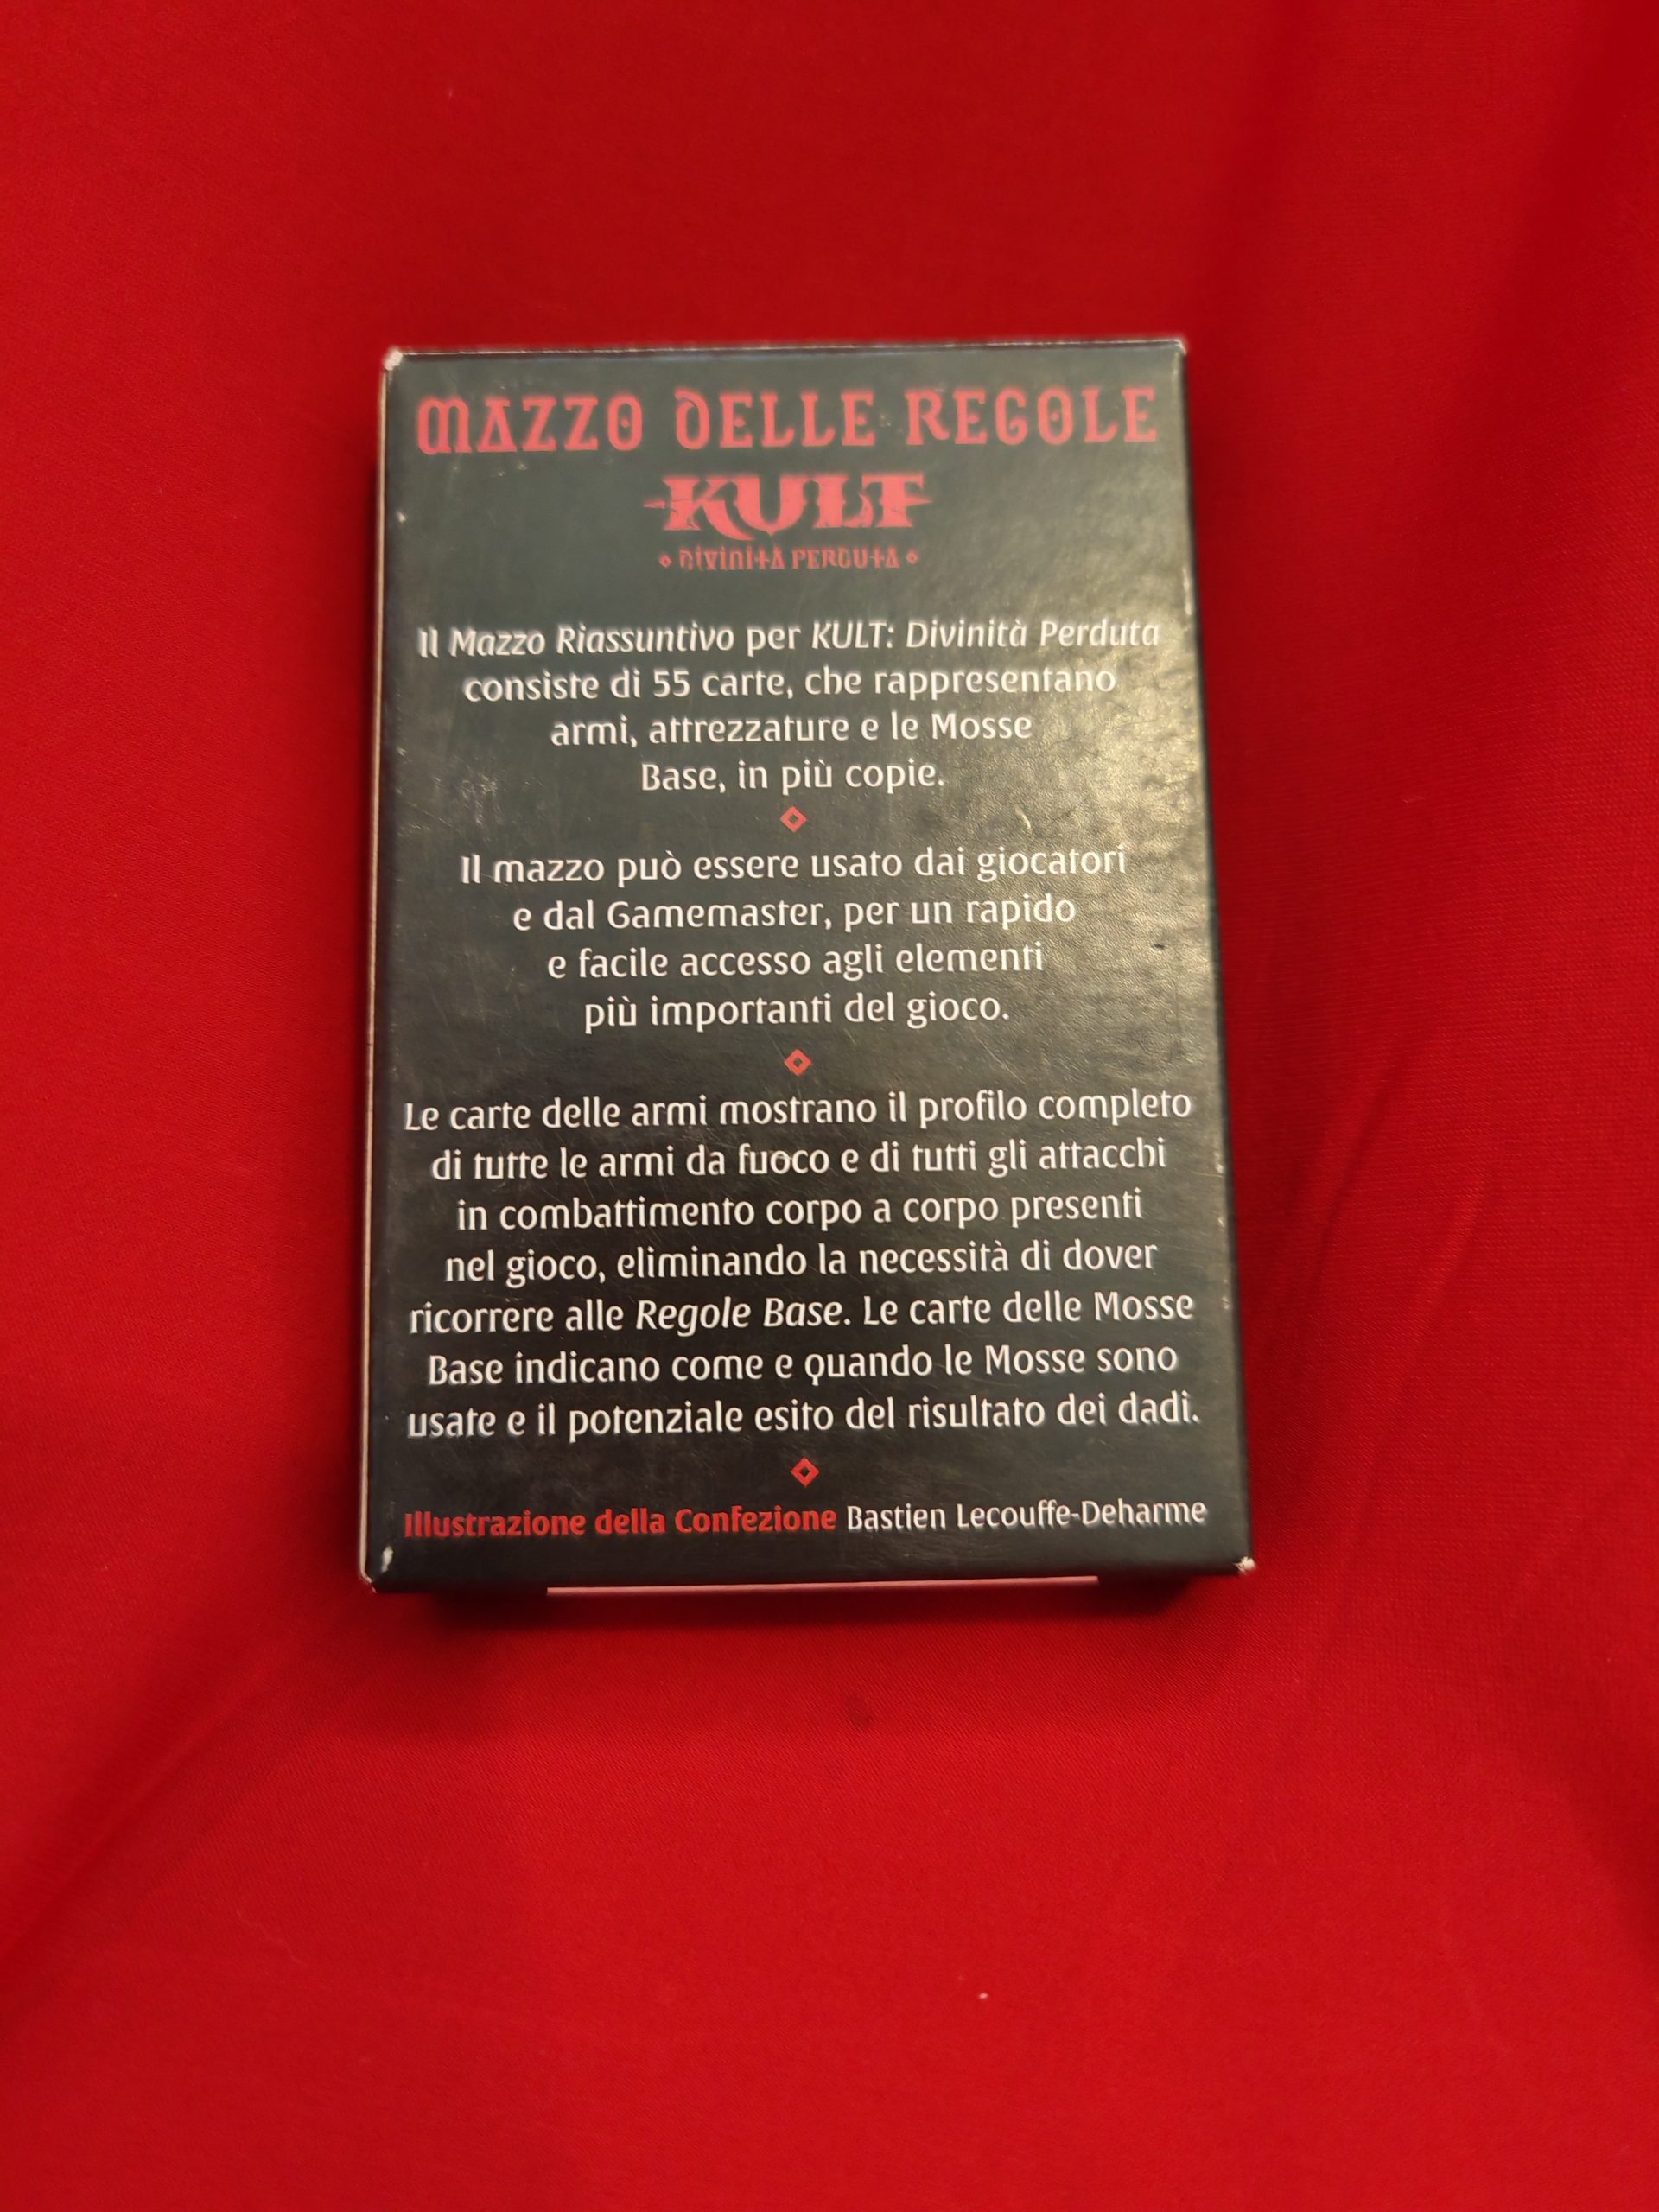 MAZZO DELLE REGOLE
KULT
DIVINITÀ PERDUTA
Il Mazzo Riassuntivo per KULT: Divinità Perduta
consiste di 55 carte, che rappresentano
armi, attrezzature e le Mosse
Base, in più copie.
Il mazzo può essere usato dai giocatori
e dal Gamemaster, per un rapido
e facile accesso agli elementi
più importanti del gioco.
Le carte delle armi mostrano il profilo completo
di tutte le armi da fuoco e di tutti gli attacchi
in combattimento corpo a corpo presenti
nel gioco, eliminando la necessità di dover
ricorrere alle Regole Base. Le carte delle Mosse
Base indicano come e quando le Mosse sono
usate e il potenziale esito del risultato dei dadi.
Illustrazione della Confezione Bastien Lecouffe-Deharme